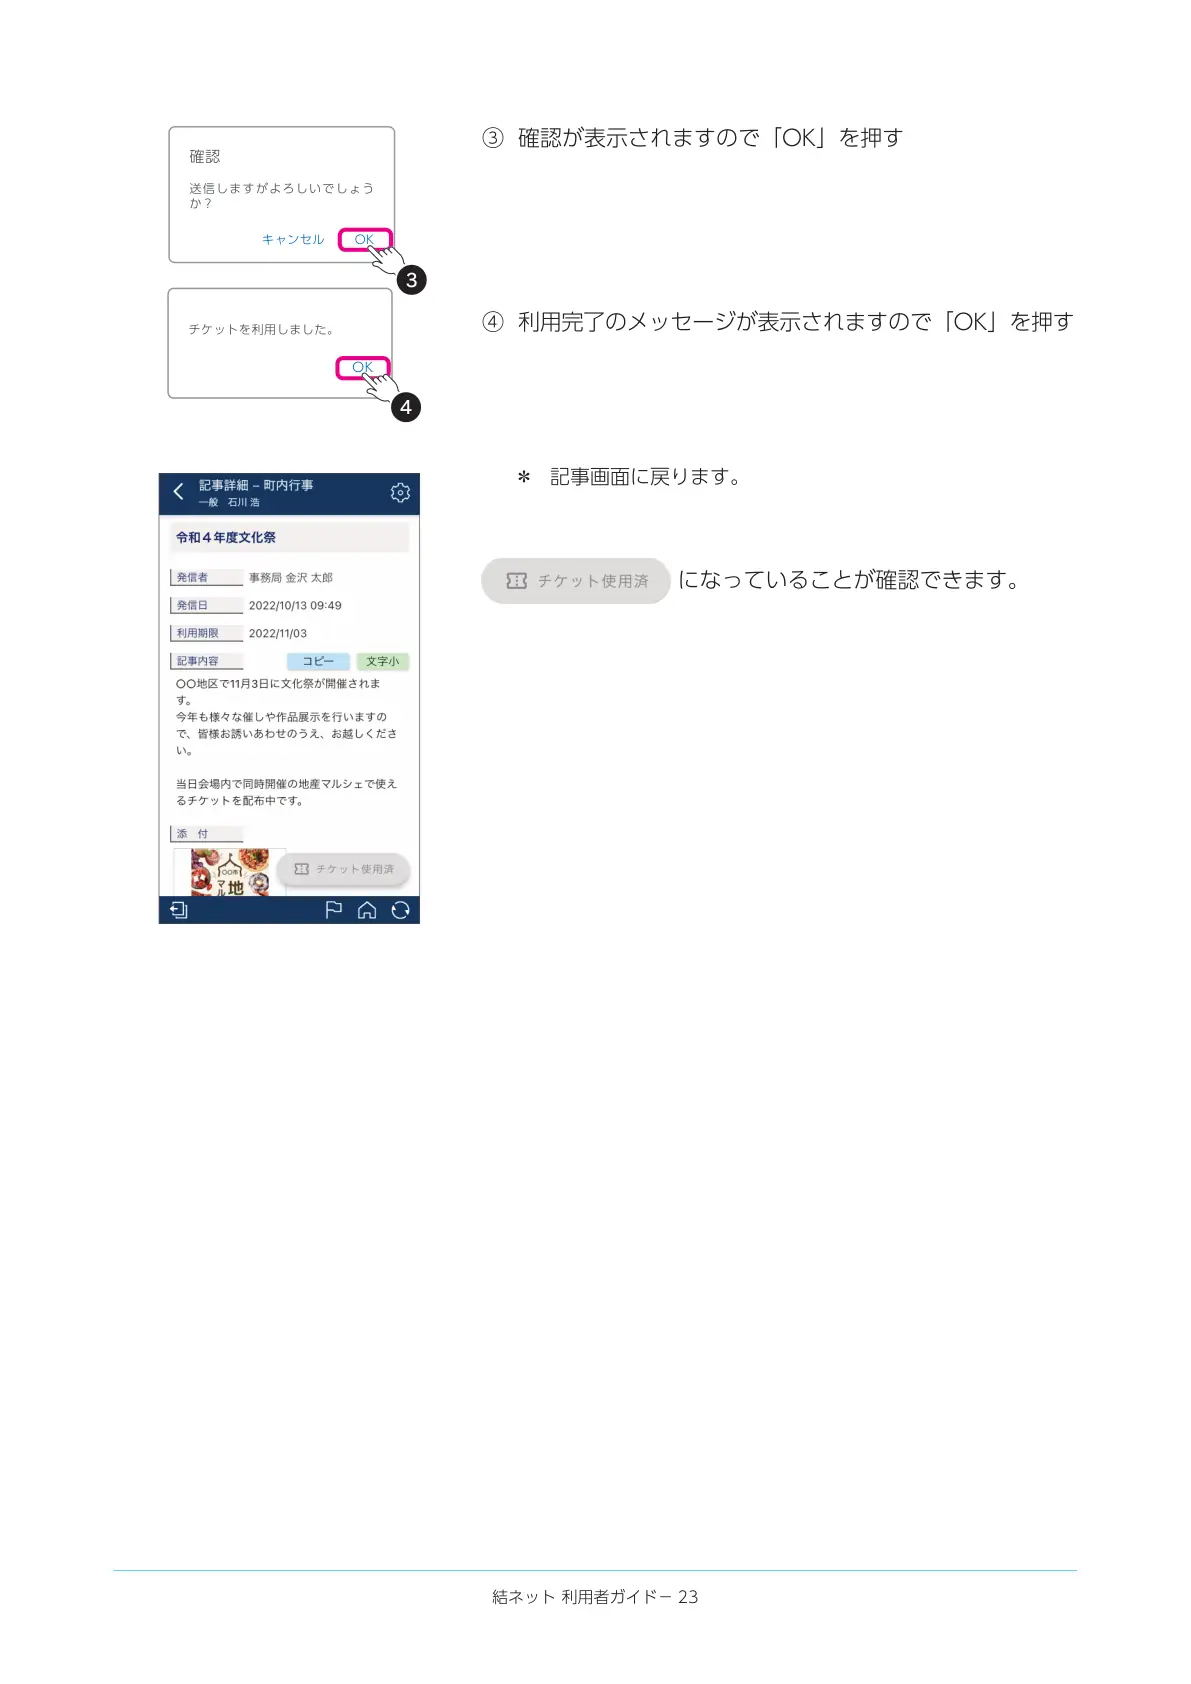 ③ 確認が表示されますので「OK」を押す
確認
送信しますがよろしいでしょう
か？
キャンセル OK
3
④ 利用完了のメッセージが表示されますので「OK」を押す
チケットを利用しました。
OK
4
＊ 記事画面に戻ります。
チケット使用済 になっていることが確認できます。
記事詳細 – 町内行事
一般 石川 浩
令和４年度文化祭
発信者 事務局 金沢 太郎
発信日 2022/10/13 09:49
利用期限 2022/11/03
記事内容 コピー 文字小
〇〇地区で11月3日に文化祭が開催されま
す。
今年も様々な催しや作品展示を行いますの
で、皆様お誘いあわせのうえ、お越しくださ
い。
当日会場内で同時開催の地産マルシェで使え
るチケットを配布中です。
添 付
〇〇市
地
マル
チケット使用済
結ネット 利用者ガイド− 23